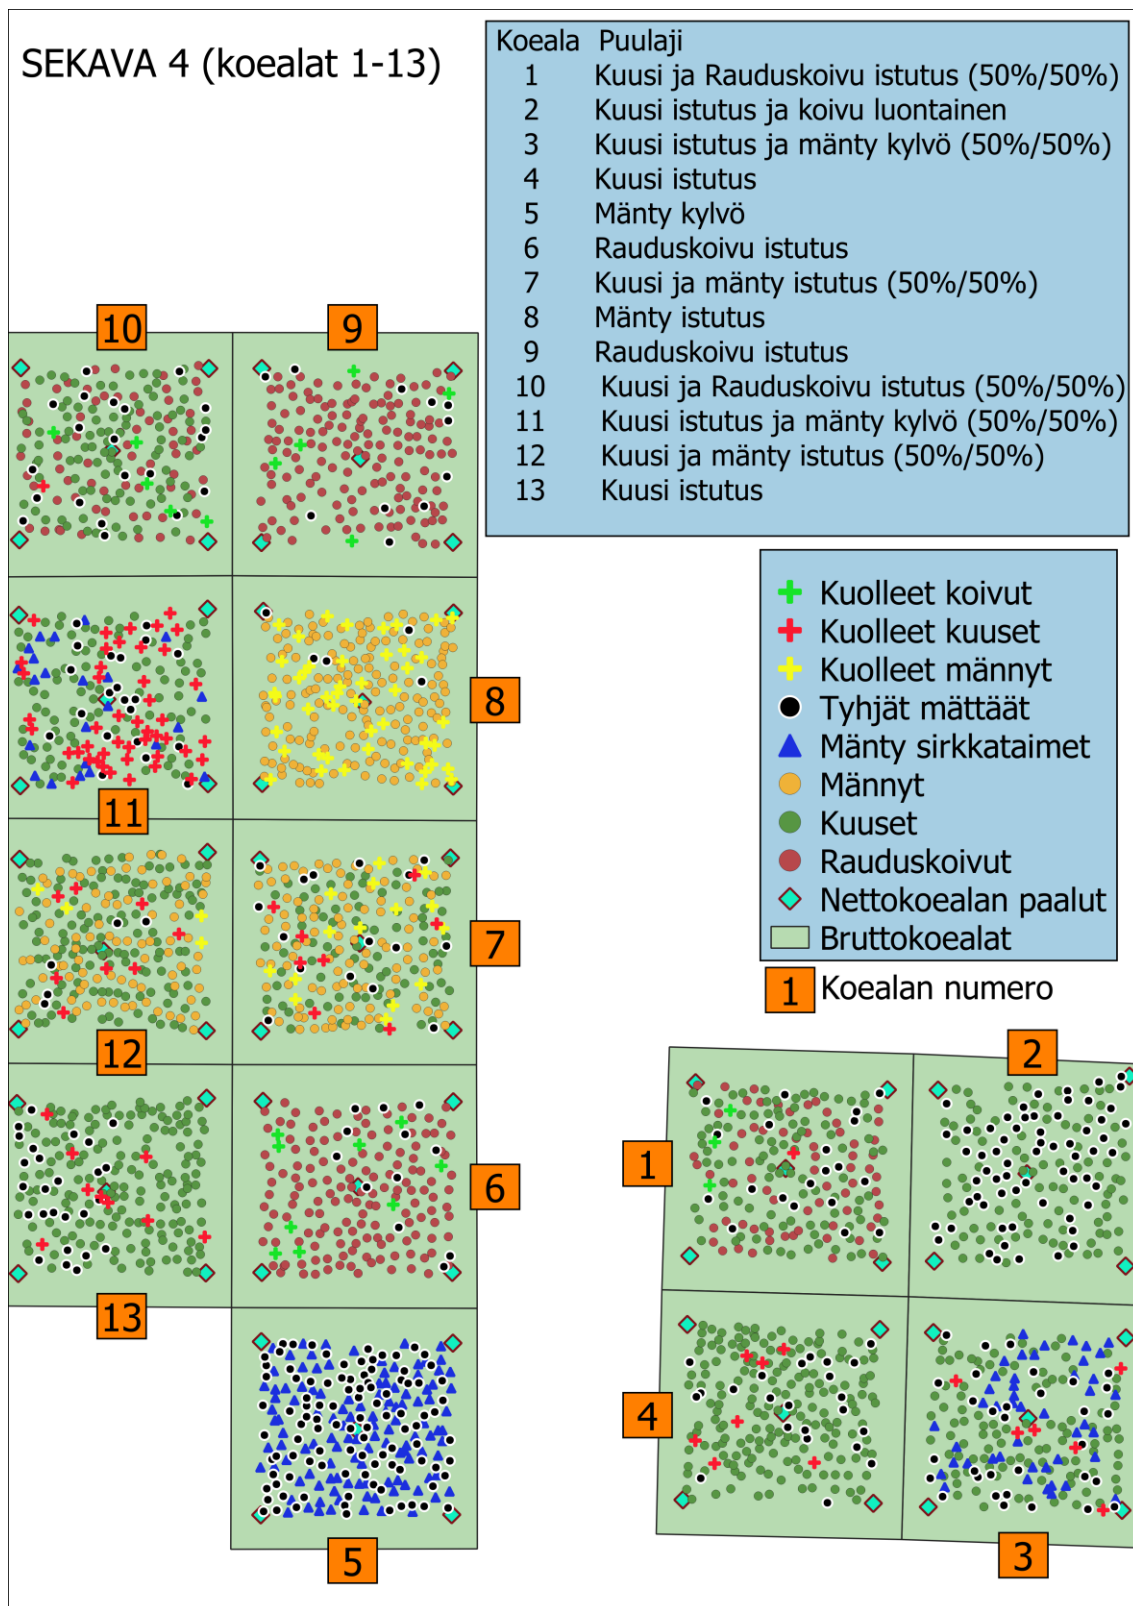 SEKAVA 4 (koealat 1-13)
Koeala Puulaji
1 Kuusi ja Rauduskoivu istutus (50%/50%)
2 Kuusi istutus ja koivu luontainen
3 Kuusi istutus ja mänty kylvö (50%/50%)
4 Kuusi istutus
5 Mänty kylvö
6 Rauduskoivu istutus
7 Kuusi ja mänty istutus (50%/50%)
8 Mänty istutus
9 Rauduskoivu istutus
10 Kuusi ja Rauduskoivu istutus (50%/50%)
11 Kuusi istutus ja mänty kylvö (50%/50%)
12 Kuusi ja mänty istutus (50%/50%)
13 Kuusi istutus
Kuolleet koivut
Kuolleet kuuset
Kuolleet männyt
Tyhjät mättäät
Mänty sirkkataimet
Männyt
Kuuset
Rauduskoivut
Nettokoealan paalut
Bruttokoealat
1 Koealan numero
10
9
8
11
7
12
6
13
5
2
1
4
3